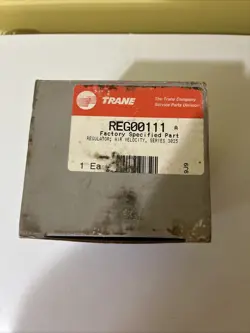 TRANE
The Trane Company
Service Parts Division
REG00111 B
Factory Specified Part
REGULATOR; AIR VELOCITY, SERIES 3025
1 Ea